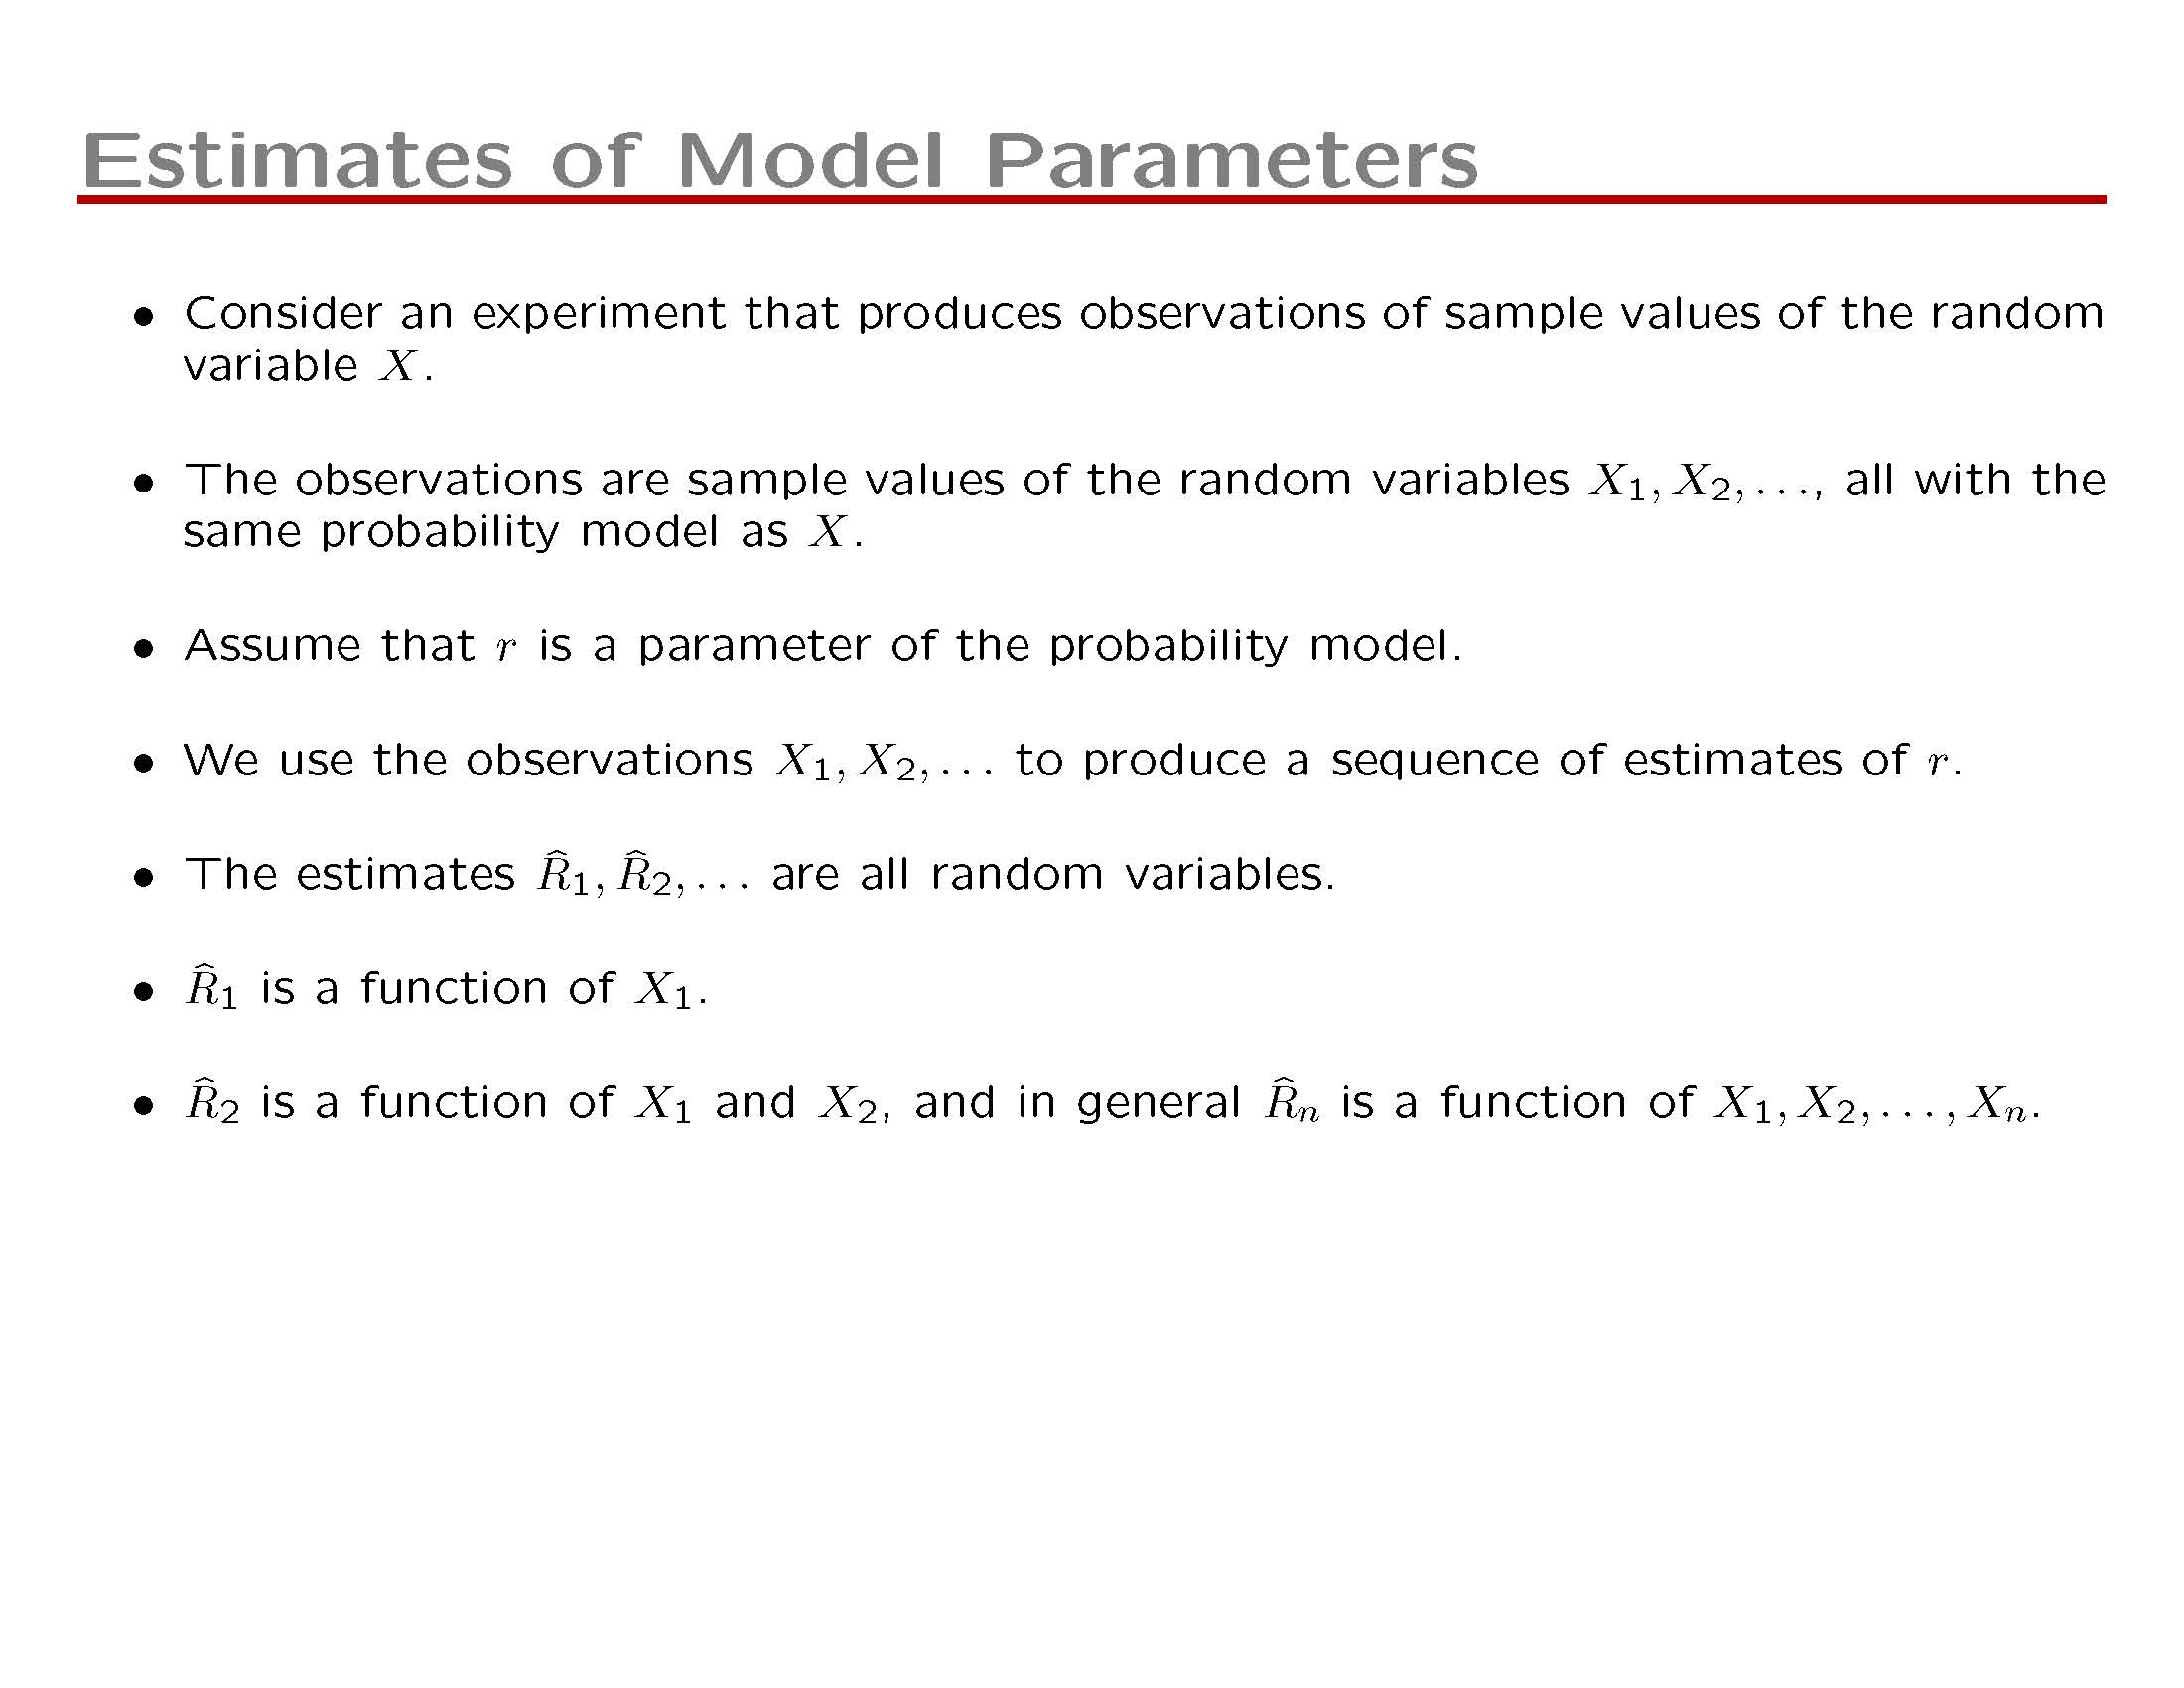 Estimates of Model Parameters
• Consider an experiment that produces observations of sample values of the random
variable X.
• The observations are sample values of the random variables X₁, X₂, . . ., all with the
same probability model as X.
• Assume that r is a parameter of the probability model.
• We use the observations X₁, X₂, . . . to produce a sequence of estimates of r.
• The estimates R̂₁, R̂₂, . . . are all random variables.
• R̂₁ is a function of X₁.
• R̂₂ is a function of X₁ and X₂, and in general R̂ₙ is a function of X₁, X₂, . . . , Xₙ.